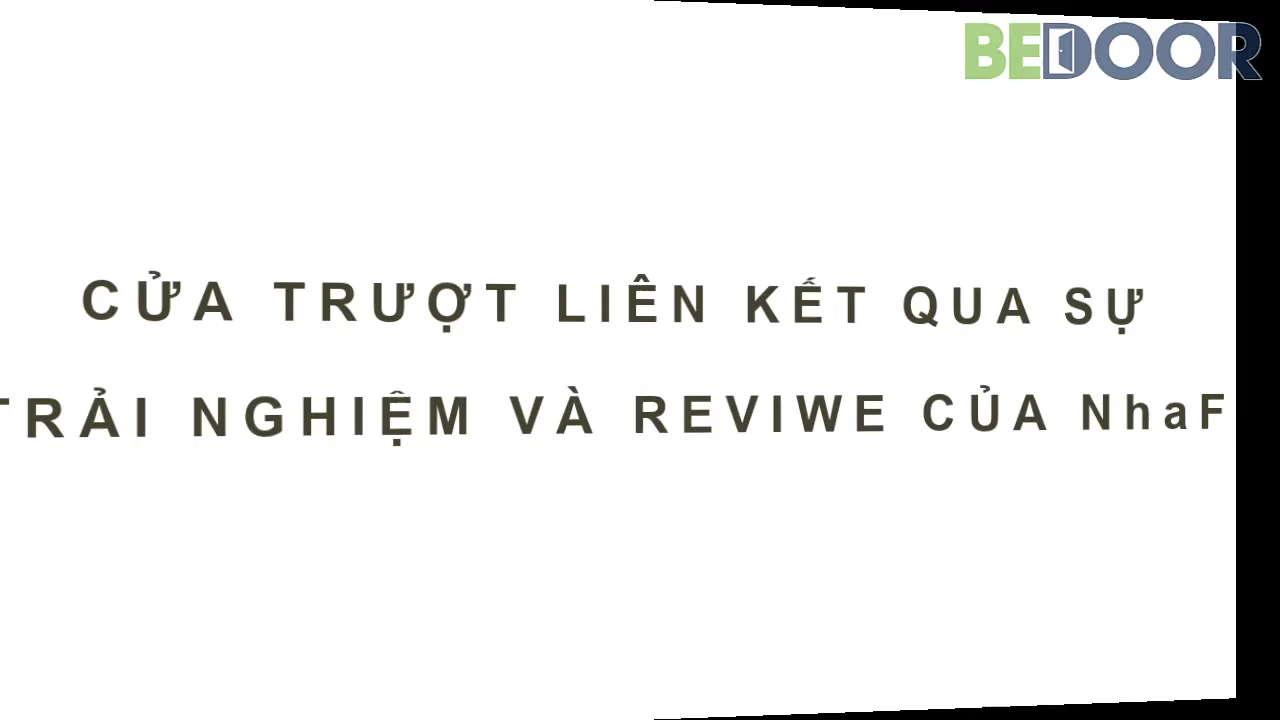 BEDOOR
CỬA TRƯỢT LIÊN KẾT QUA SỰ
TRẢI NGHIỆM VÀ REVIWE CỦA NhaF